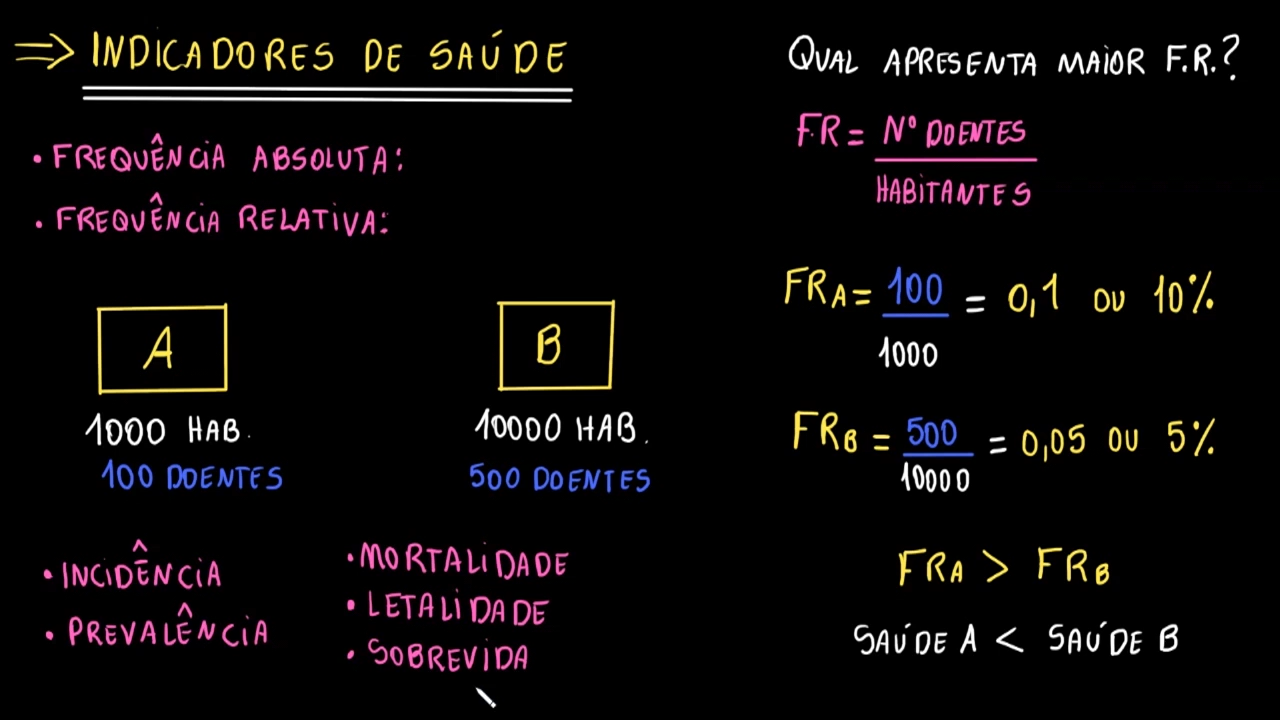 ⇒ INDICADORES DE SAÚDE
• FREQUÊNCIA ABSOLUTA:
• FREQUÊNCIA RELATIVA:
A
1000 HAB.
100 DOENTES
B
10000 HAB.
500 DOENTES
• INCIDÊNCIA
• PREVALÊNCIA
• MORTALIDADE
• LETALIDADE
• SOBREVIDA
QUAL APRESENTA MAIOR F.R.?
FR = Nº DOENTES
HABITANTES
FRA = 100 = 0,1 OU 10%
1000
FRB = 500 = 0,05 OU 5%
10000
FRA > FRB
SAÚDE A < SAÚDE B